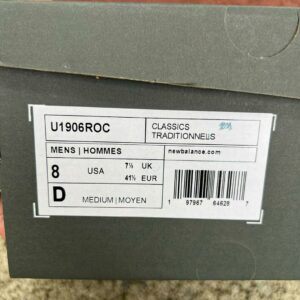 U1906ROC
CLASSICS
TRADITIONNELS
MENS | HOMMES
newbalance.com
8 USA 7½ UK
41½ EUR
D MEDIUM | MOYEN
1 97967 64628 7